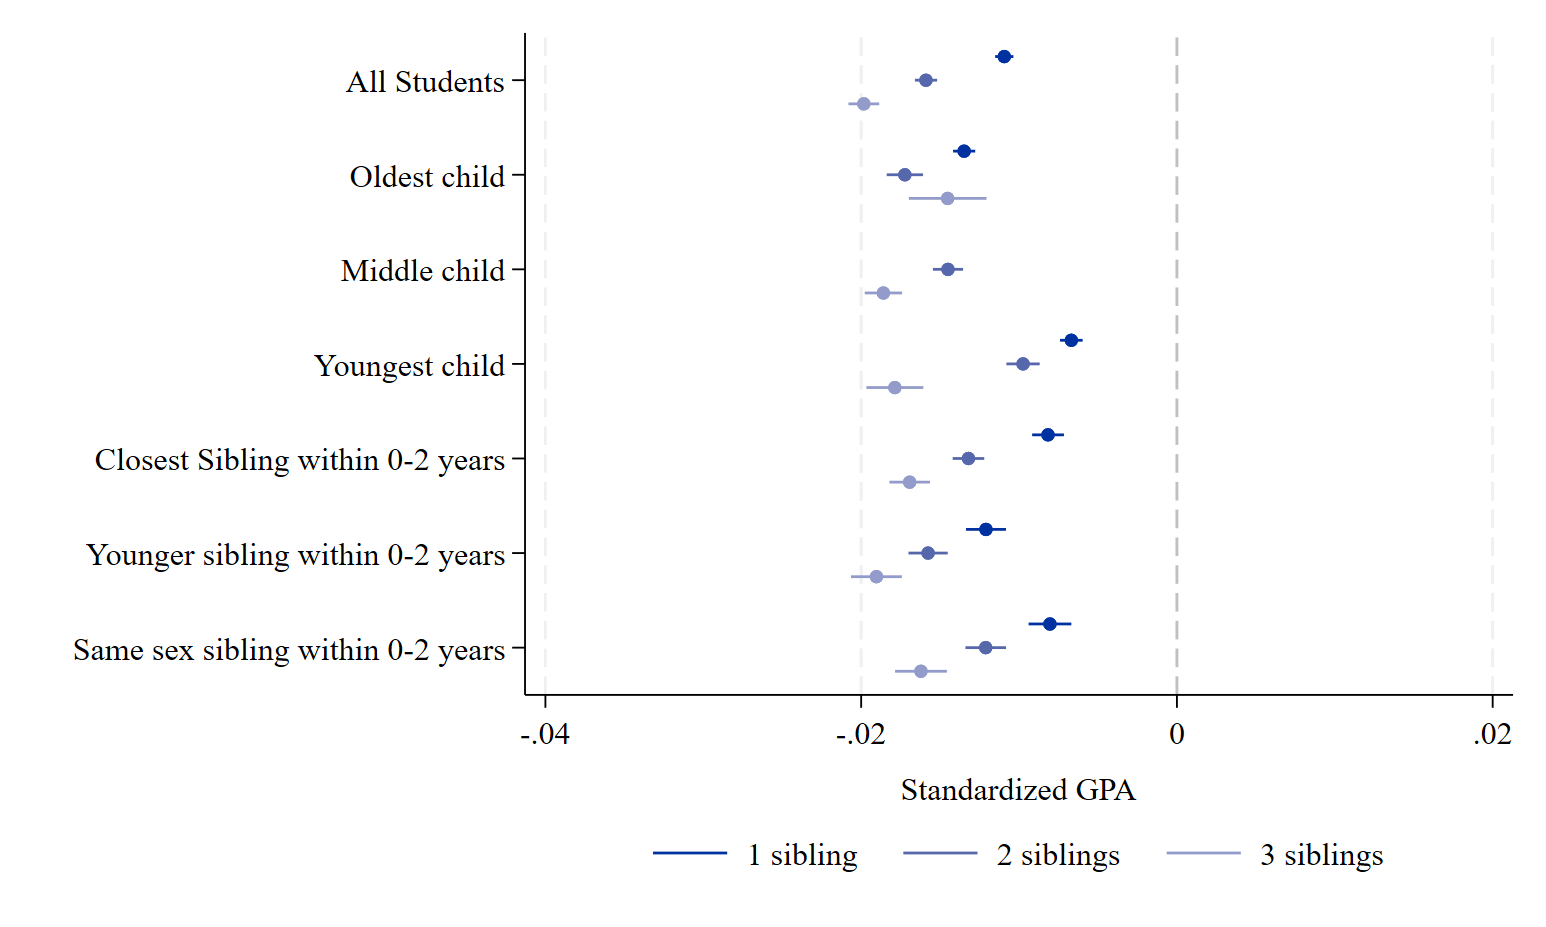 All Students
Oldest child
Middle child
Youngest child
Closest Sibling within 0-2 years
Younger sibling within 0-2 years
Same sex sibling within 0-2 years
-.04 -.02 0 .02
Standardized GPA
1 sibling 2 siblings 3 siblings